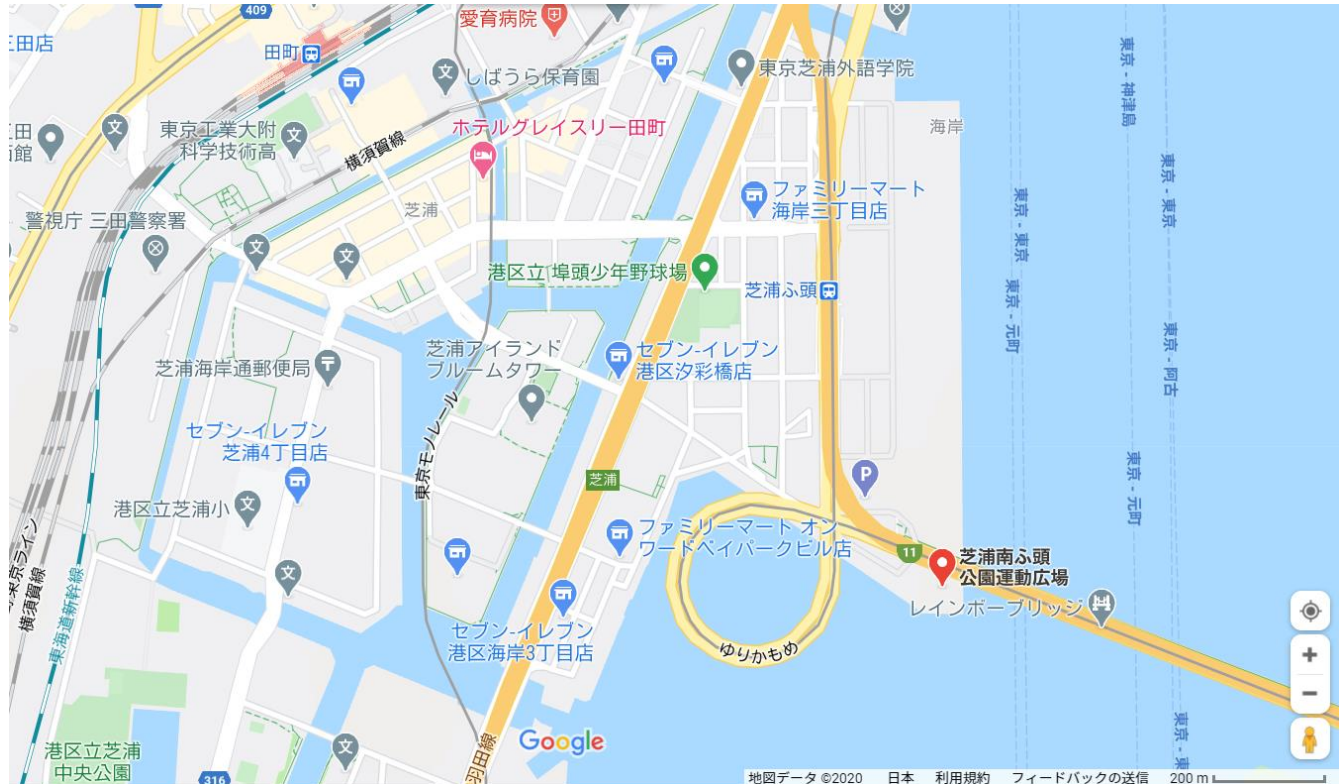 409
愛育病院
三田店
田町
しばうら保育園
東京芝浦外語学院
東京 - 神津島
海岸
三田
東京工業大附
科学技術高
ホテルグレイスリー田町
横須賀線
東京 - 東京
東京 - 東京
芝浦
ファミリーマート
海岸三丁目店
警視庁 三田警察署
港区立 埠頭少年野球場
芝浦ふ頭
東京 - 元町
東京 - 阿古
芝浦アイランド
ブルームタワー
セブン-イレブン
港区汐彩橋店
芝浦海岸通郵便局
東京モノレール
セブン-イレブン
芝浦4丁目店
芝浦
P
東京 - 元町
港区立芝浦小
ファミリーマート オン
ワードベイパークビル店
11
芝浦南ふ頭
公園運動広場
レインボーブリッジ
横須賀線
東海道新幹線
セブン-イレブン
港区海岸3丁目店
ゆりかもめ
港区立芝浦
中央公園
羽田線
316
Google
地図データ ©2020 日本 利用規約 フィードバックの送信 200 m